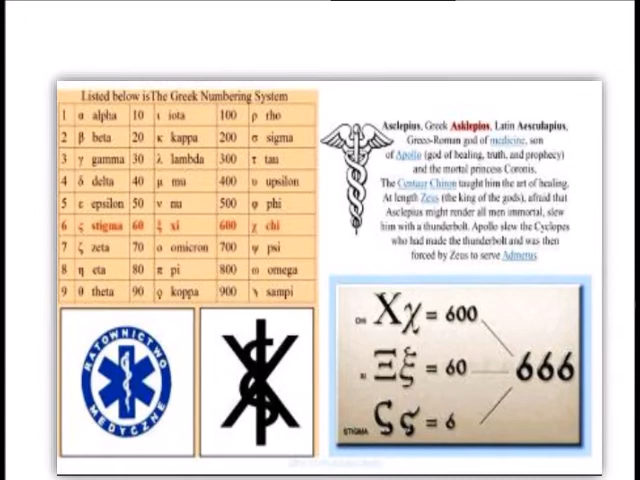 Listed below isThe Greek Numbering System
1 α alpha 10 ι iota 100 ρ rho
2 β beta 20 κ kappa 200 σ sigma
3 γ gamma 30 λ lambda 300 τ tau
4 δ delta 40 μ mu 400 υ upsilon
5 ε epsilon 50 ν nu 500 φ phi
6 ς stigma 60 ξ xi 600 χ chi
7 ζ zeta 70 ο omicron 700 ψ psi
8 η eta 80 π pi 800 ω omega
9 θ theta 90 ϙ koppa 900 ϡ sampi
Asclepius, Greek Asklepios, Latin Aesculapius,
Greco-Roman god of medicine, son
of Apollo (god of healing, truth, and prophecy)
and the mortal princess Coronis.
The Centaur Chiron taught him the art of healing.
At length Zeus (the king of the gods), afraid that
Asclepius might render all men immortal, slew
him with a thunderbolt. Apollo slew the Cyclopes
who had made the thunderbolt and was then
forced by Zeus to serve Admetus
RATOWNICTWO
MEDYCZNE
CHI Χχ = 600
XI Ξξ = 60
STIGMA Ϛϛ = 6
666